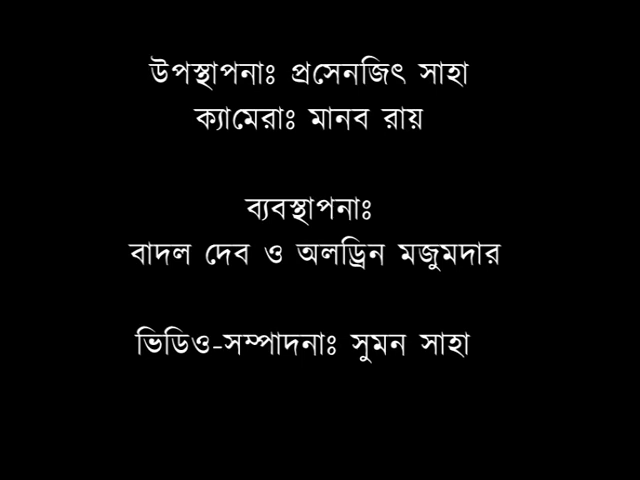 উপস্থাপনাঃ প্রসেনজিৎ সাহা
ক্যামেরাঃ মানব রায়
ব্যবস্থাপনাঃ
বাদল দেব ও অলড্রিন মজুমদার
ভিডিও-সম্পাদনাঃ সুমন সাহা